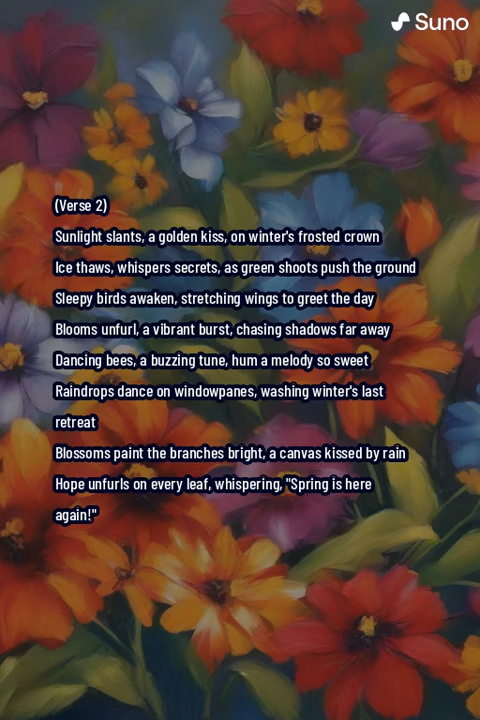 Suno
(Verse 2)
Sunlight slants, a golden kiss, on winter's frosted crown
Ice thaws, whispers secrets, as green shoots push the ground
Sleepy birds awaken, stretching wings to greet the day
Blooms unfurl, a vibrant burst, chasing shadows far away
Dancing bees, a buzzing tune, hum a melody so sweet
Raindrops dance on windowpanes, washing winter's last
retreat
Blossoms paint the branches bright, a canvas kissed by rain
Hope unfurls on every leaf, whispering, "Spring is here
again!"